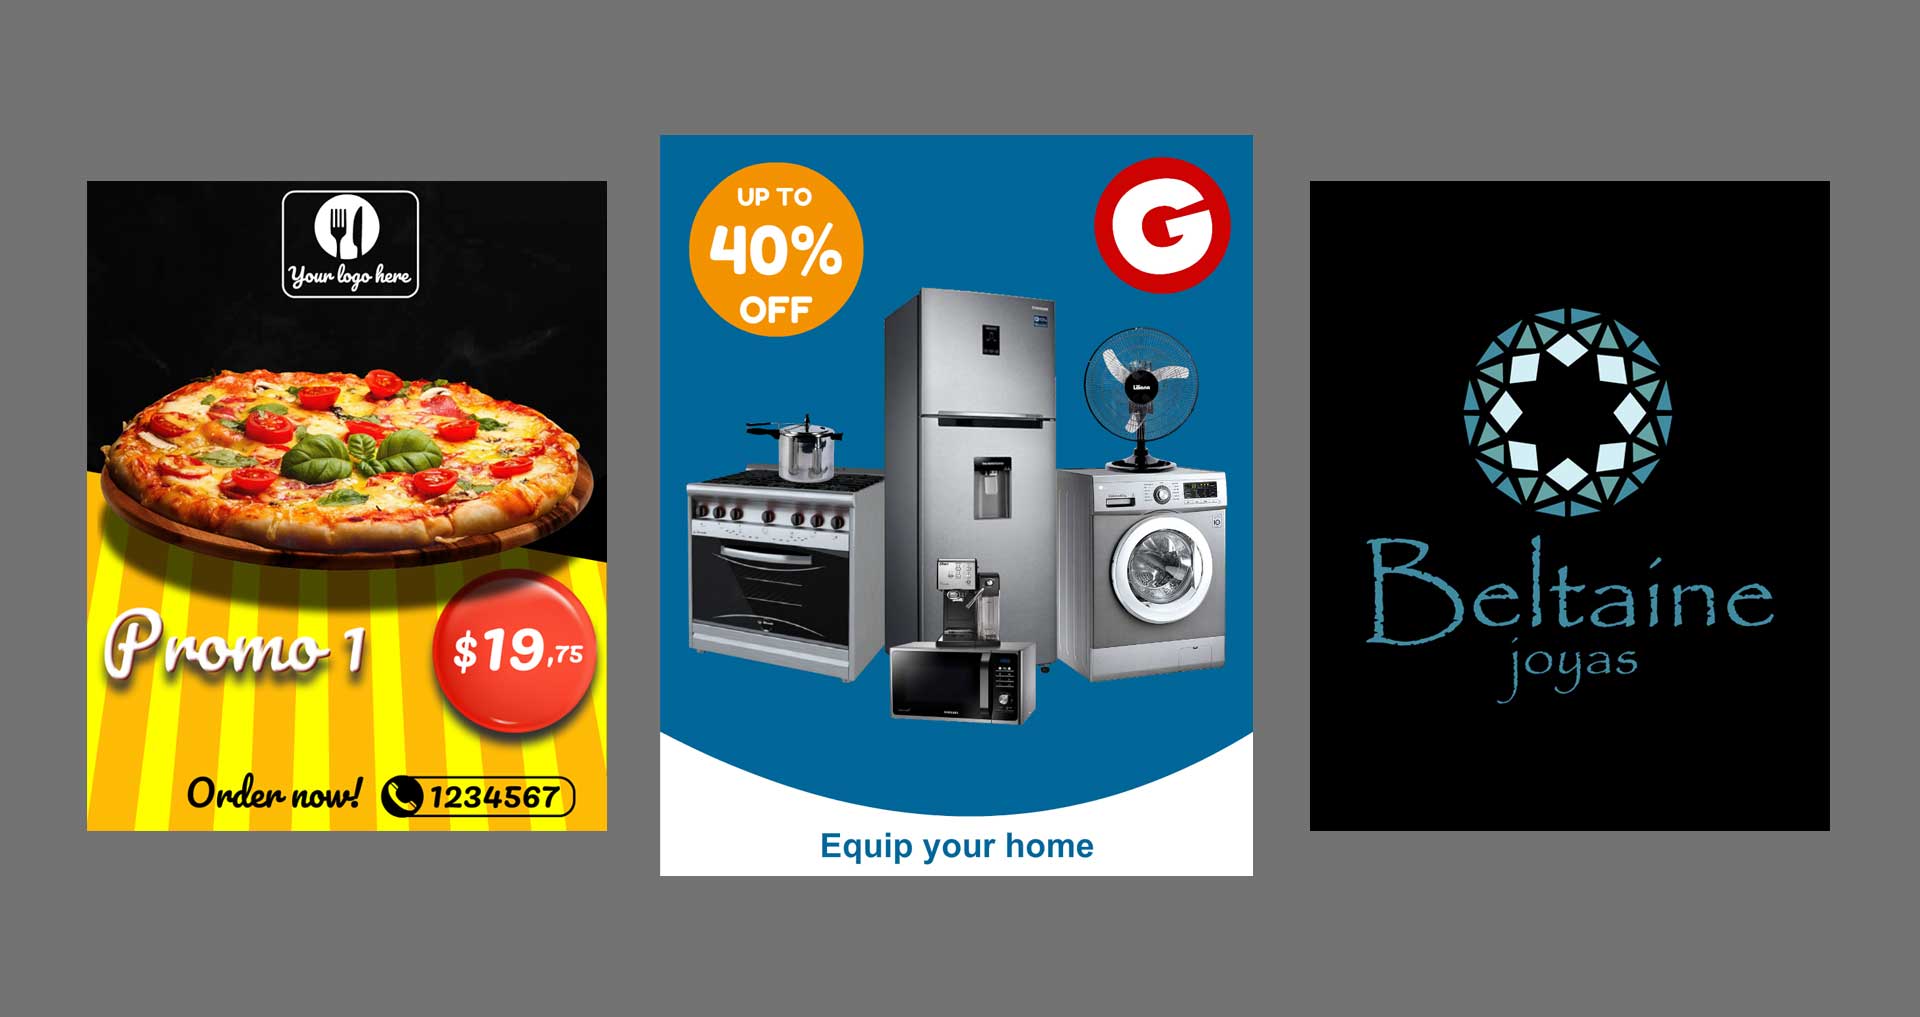 Your logo here
Promo 1
$19,75
Order now! 1234567
UP TO
40%
OFF
G
Liliana
Equip your home
Beltaine
joyas